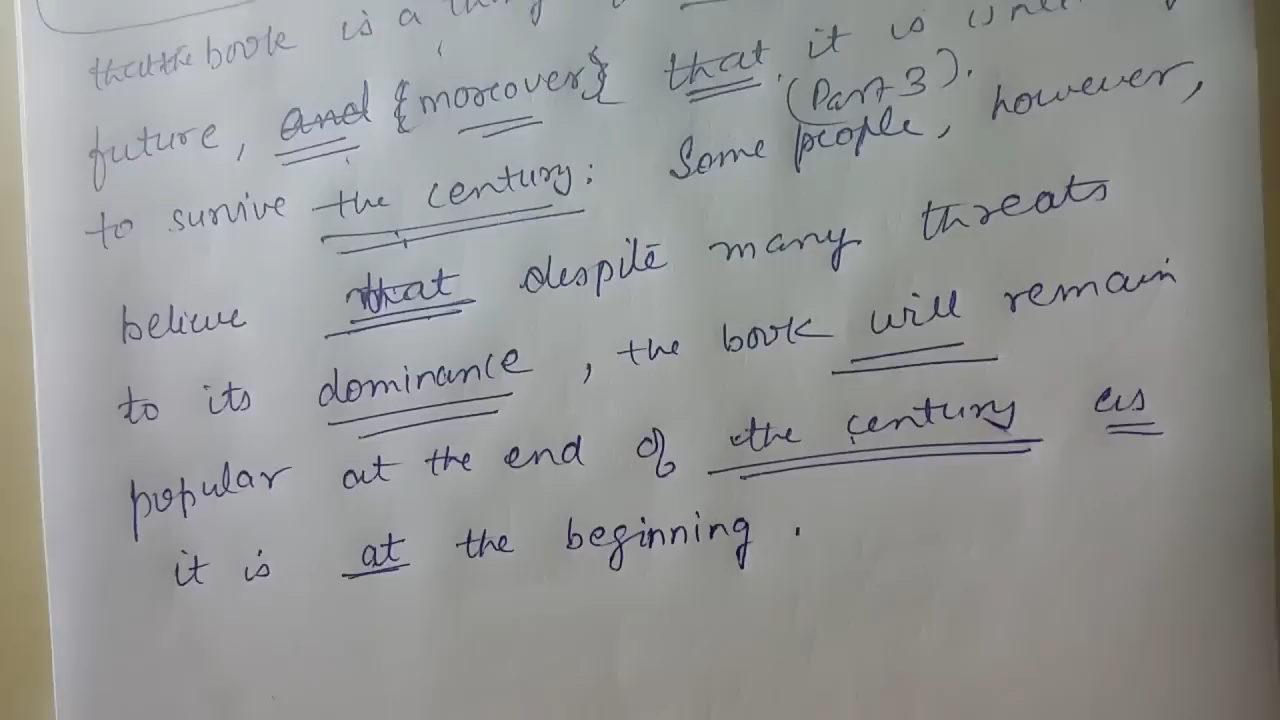 that the book is a
future, and {moreover} that it is
(Part 3).
to survive the century. Some people, however,
believe that despite many threats
to its dominance, the book will remain
popular at the end of the century as
it is at the beginning.